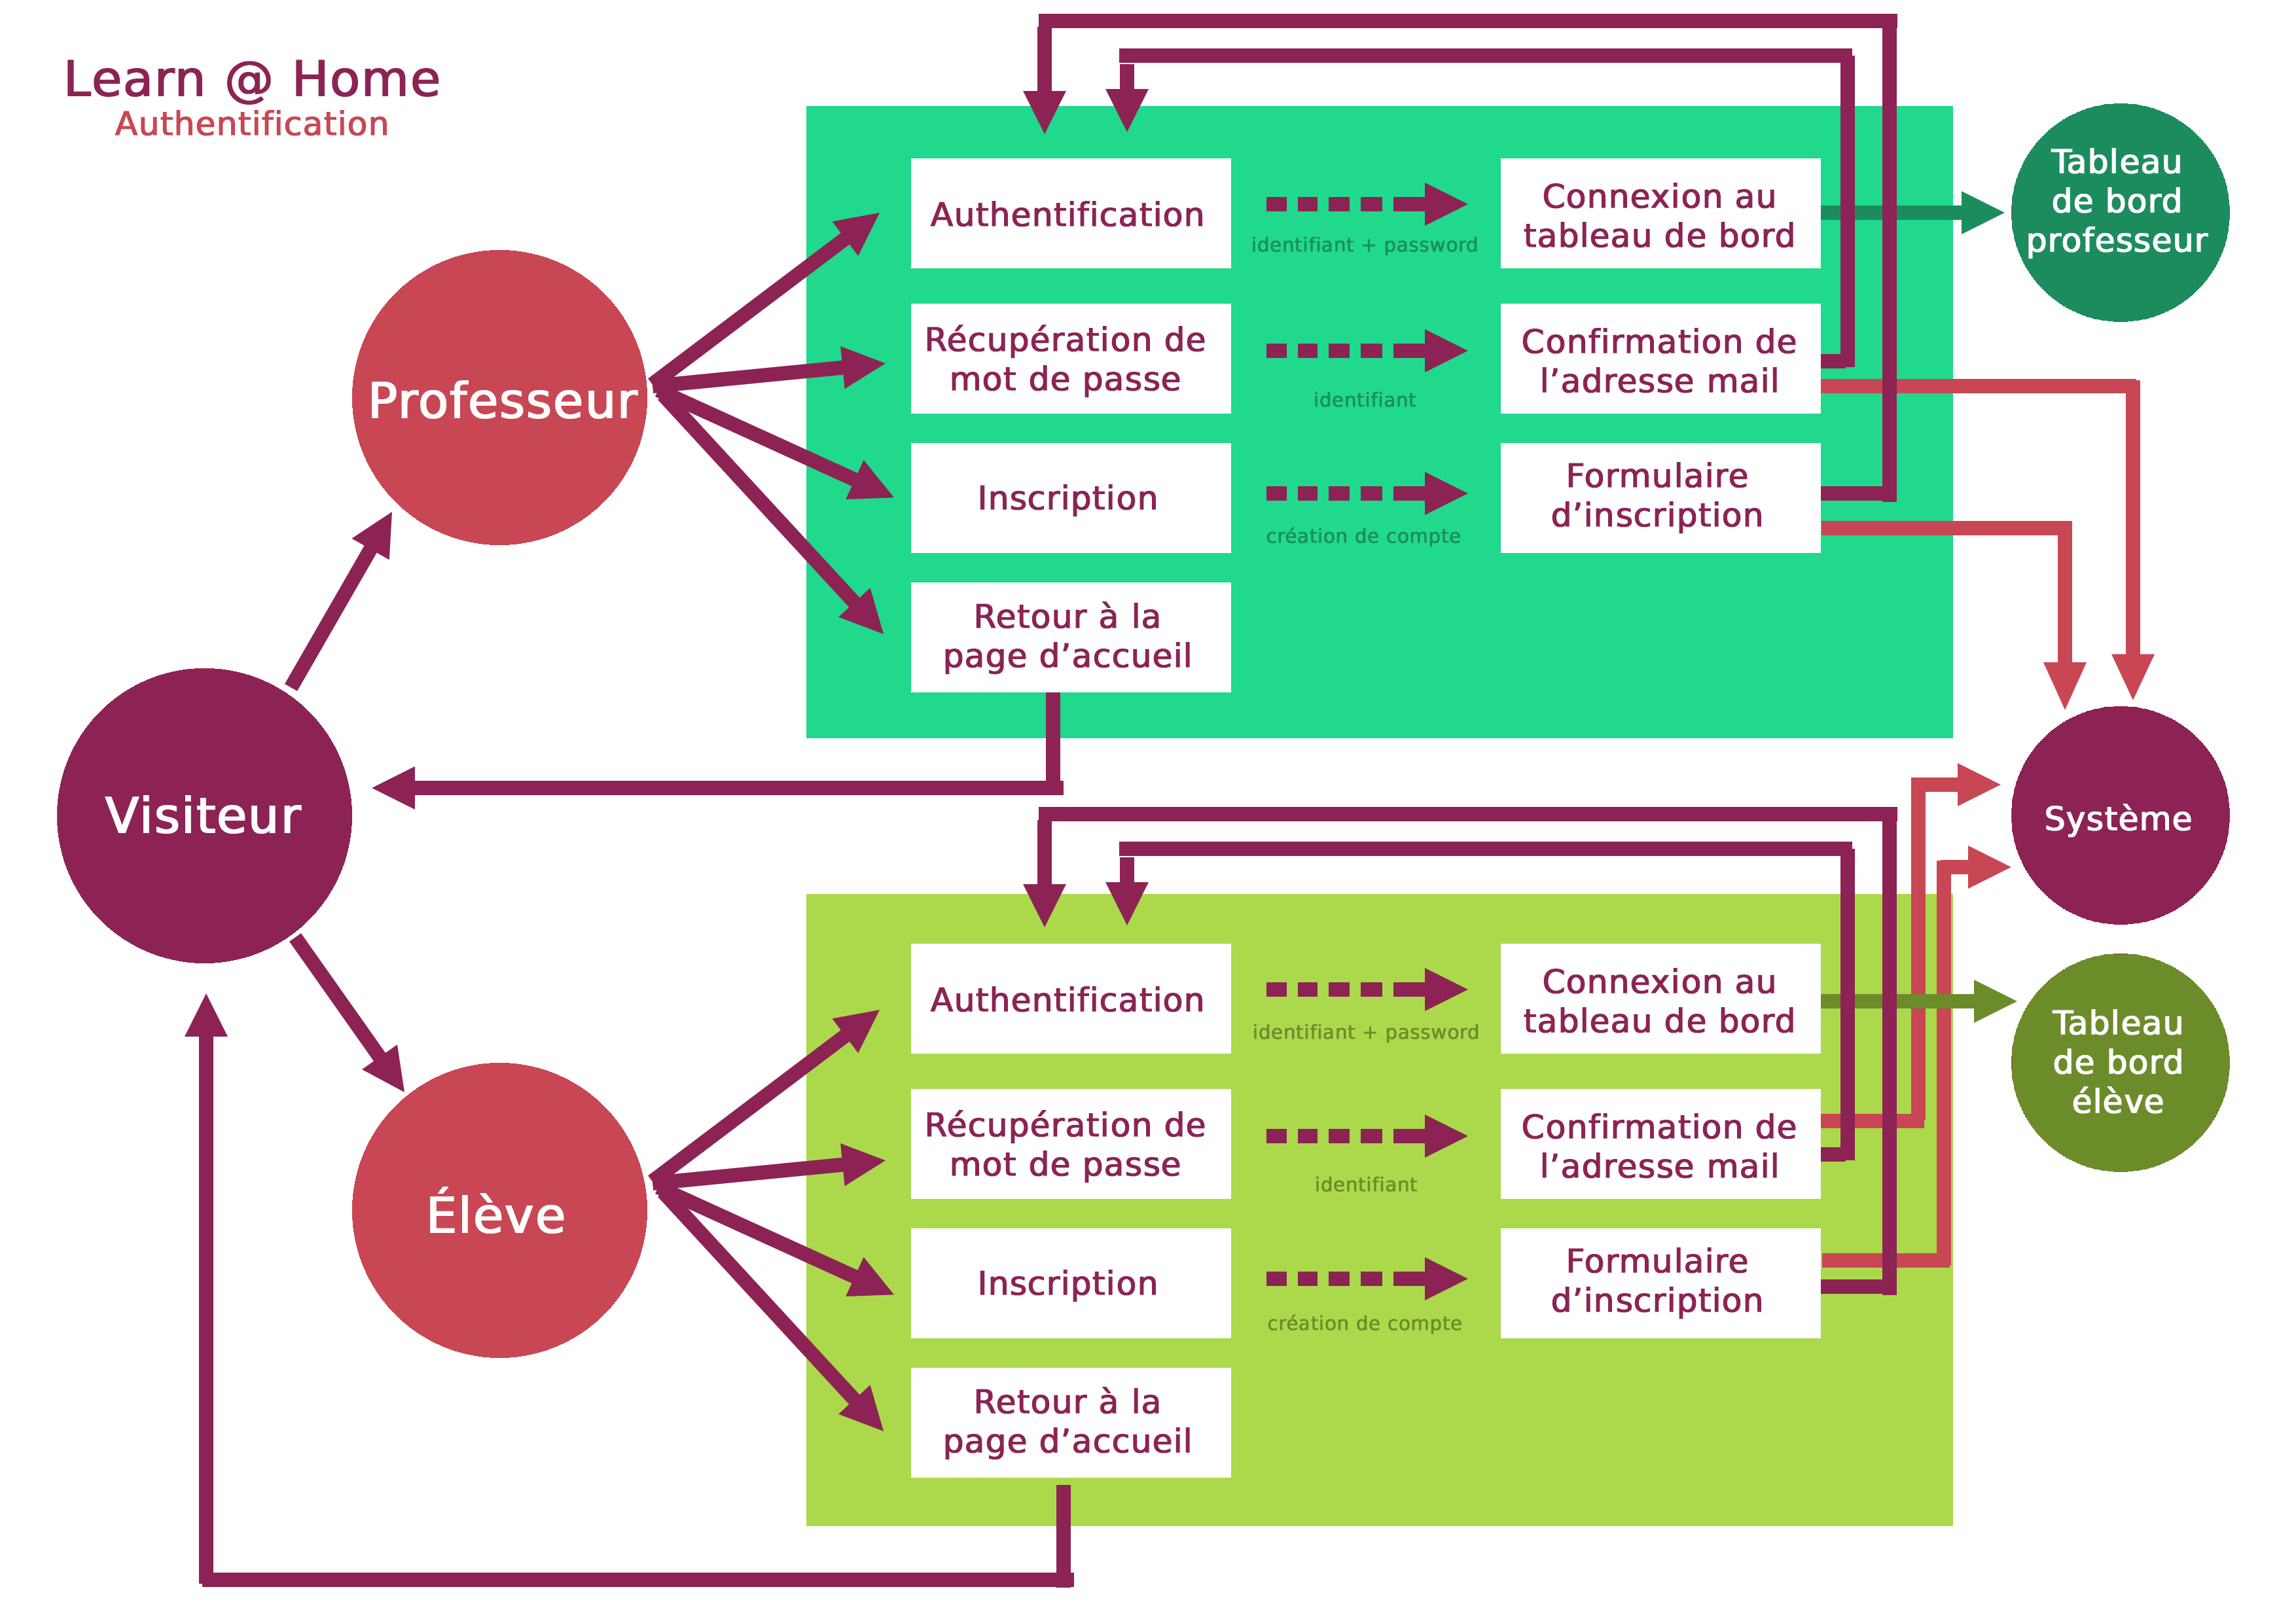 Learn @ Home
Authentification
Professeur
Visiteur
Élève
Authentification
identifiant + password
Connexion au
tableau de bord
Récupération de
mot de passe
identifiant
Confirmation de
l’adresse mail
Inscription
création de compte
Formulaire
d’inscription
Retour à la
page d’accueil
Tableau
de bord
professeur
Système
Authentification
identifiant + password
Connexion au
tableau de bord
Récupération de
mot de passe
identifiant
Confirmation de
l’adresse mail
Inscription
création de compte
Formulaire
d’inscription
Retour à la
page d’accueil
Tableau
de bord
élève